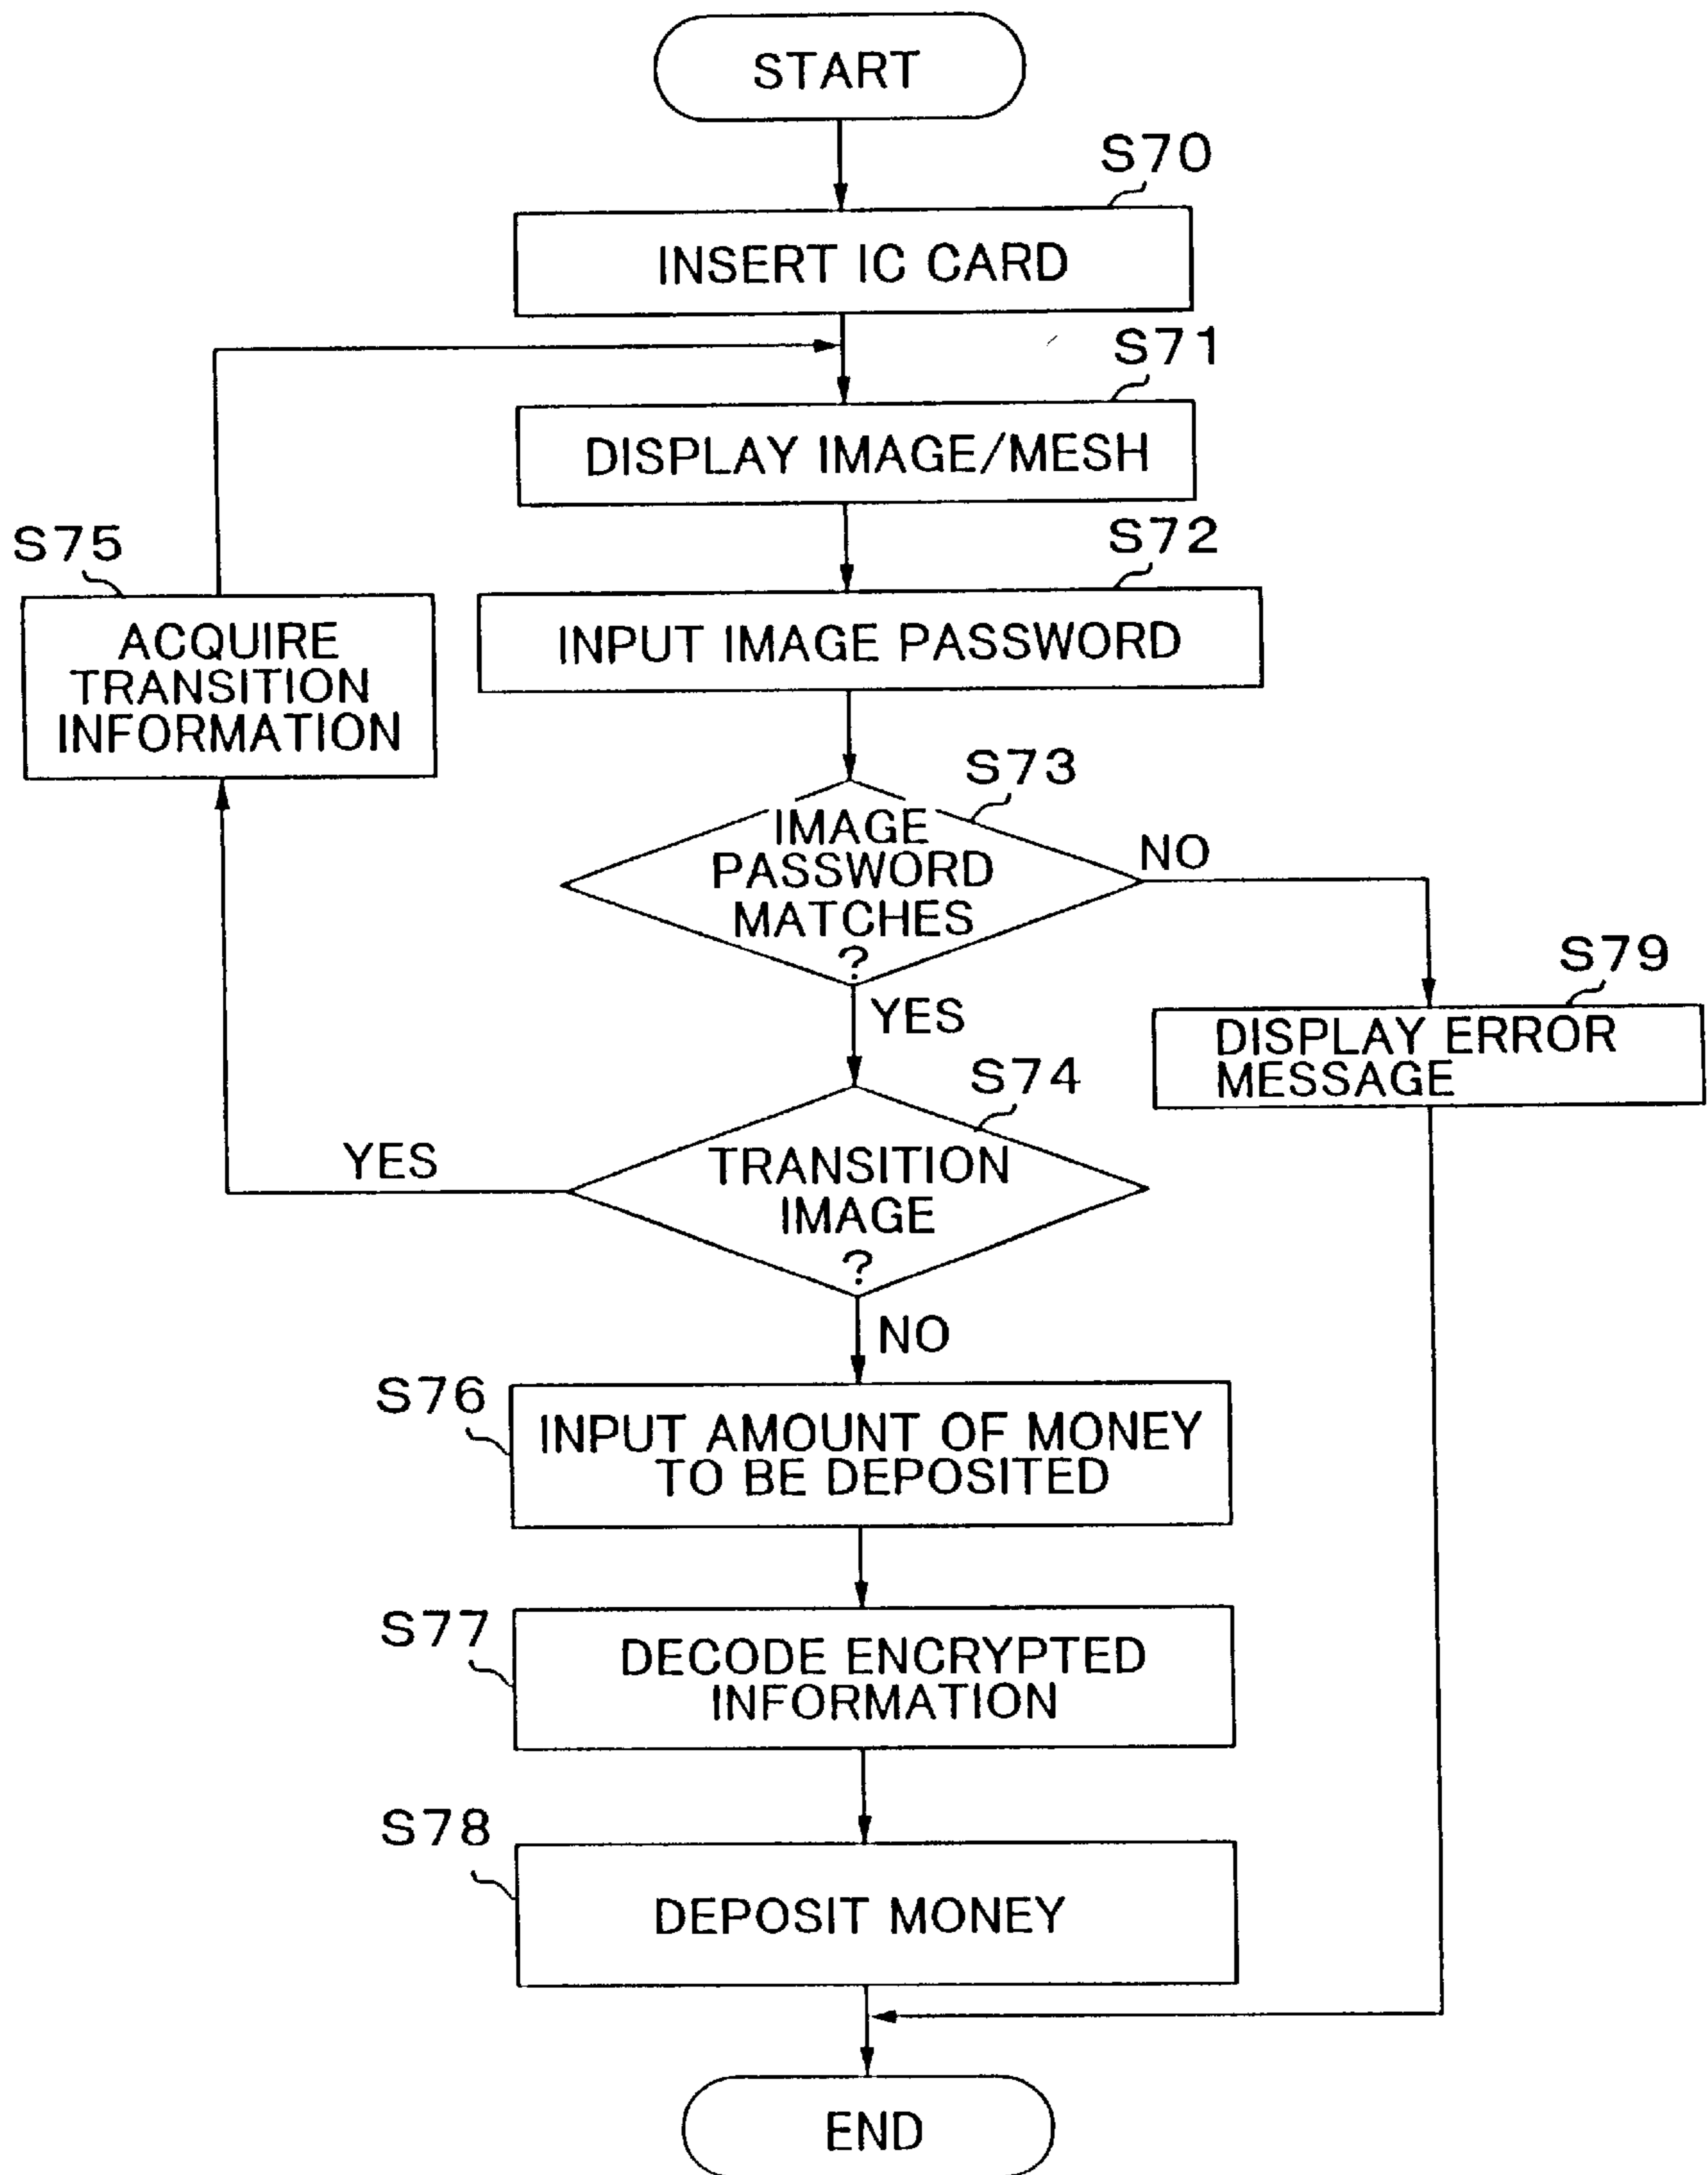 START
S70
INSERT IC CARD
S71
DISPLAY IMAGE/MESH
S72
INPUT IMAGE PASSWORD
S75
ACQUIRE
TRANSITION
INFORMATION
S73
IMAGE
PASSWORD
MATCHES
?
NO
YES
S79
DISPLAY ERROR
MESSAGE
S74
TRANSITION
IMAGE
?
YES
NO
S76
INPUT AMOUNT OF MONEY
TO BE DEPOSITED
S77
DECODE ENCRYPTED
INFORMATION
S78
DEPOSIT MONEY
END